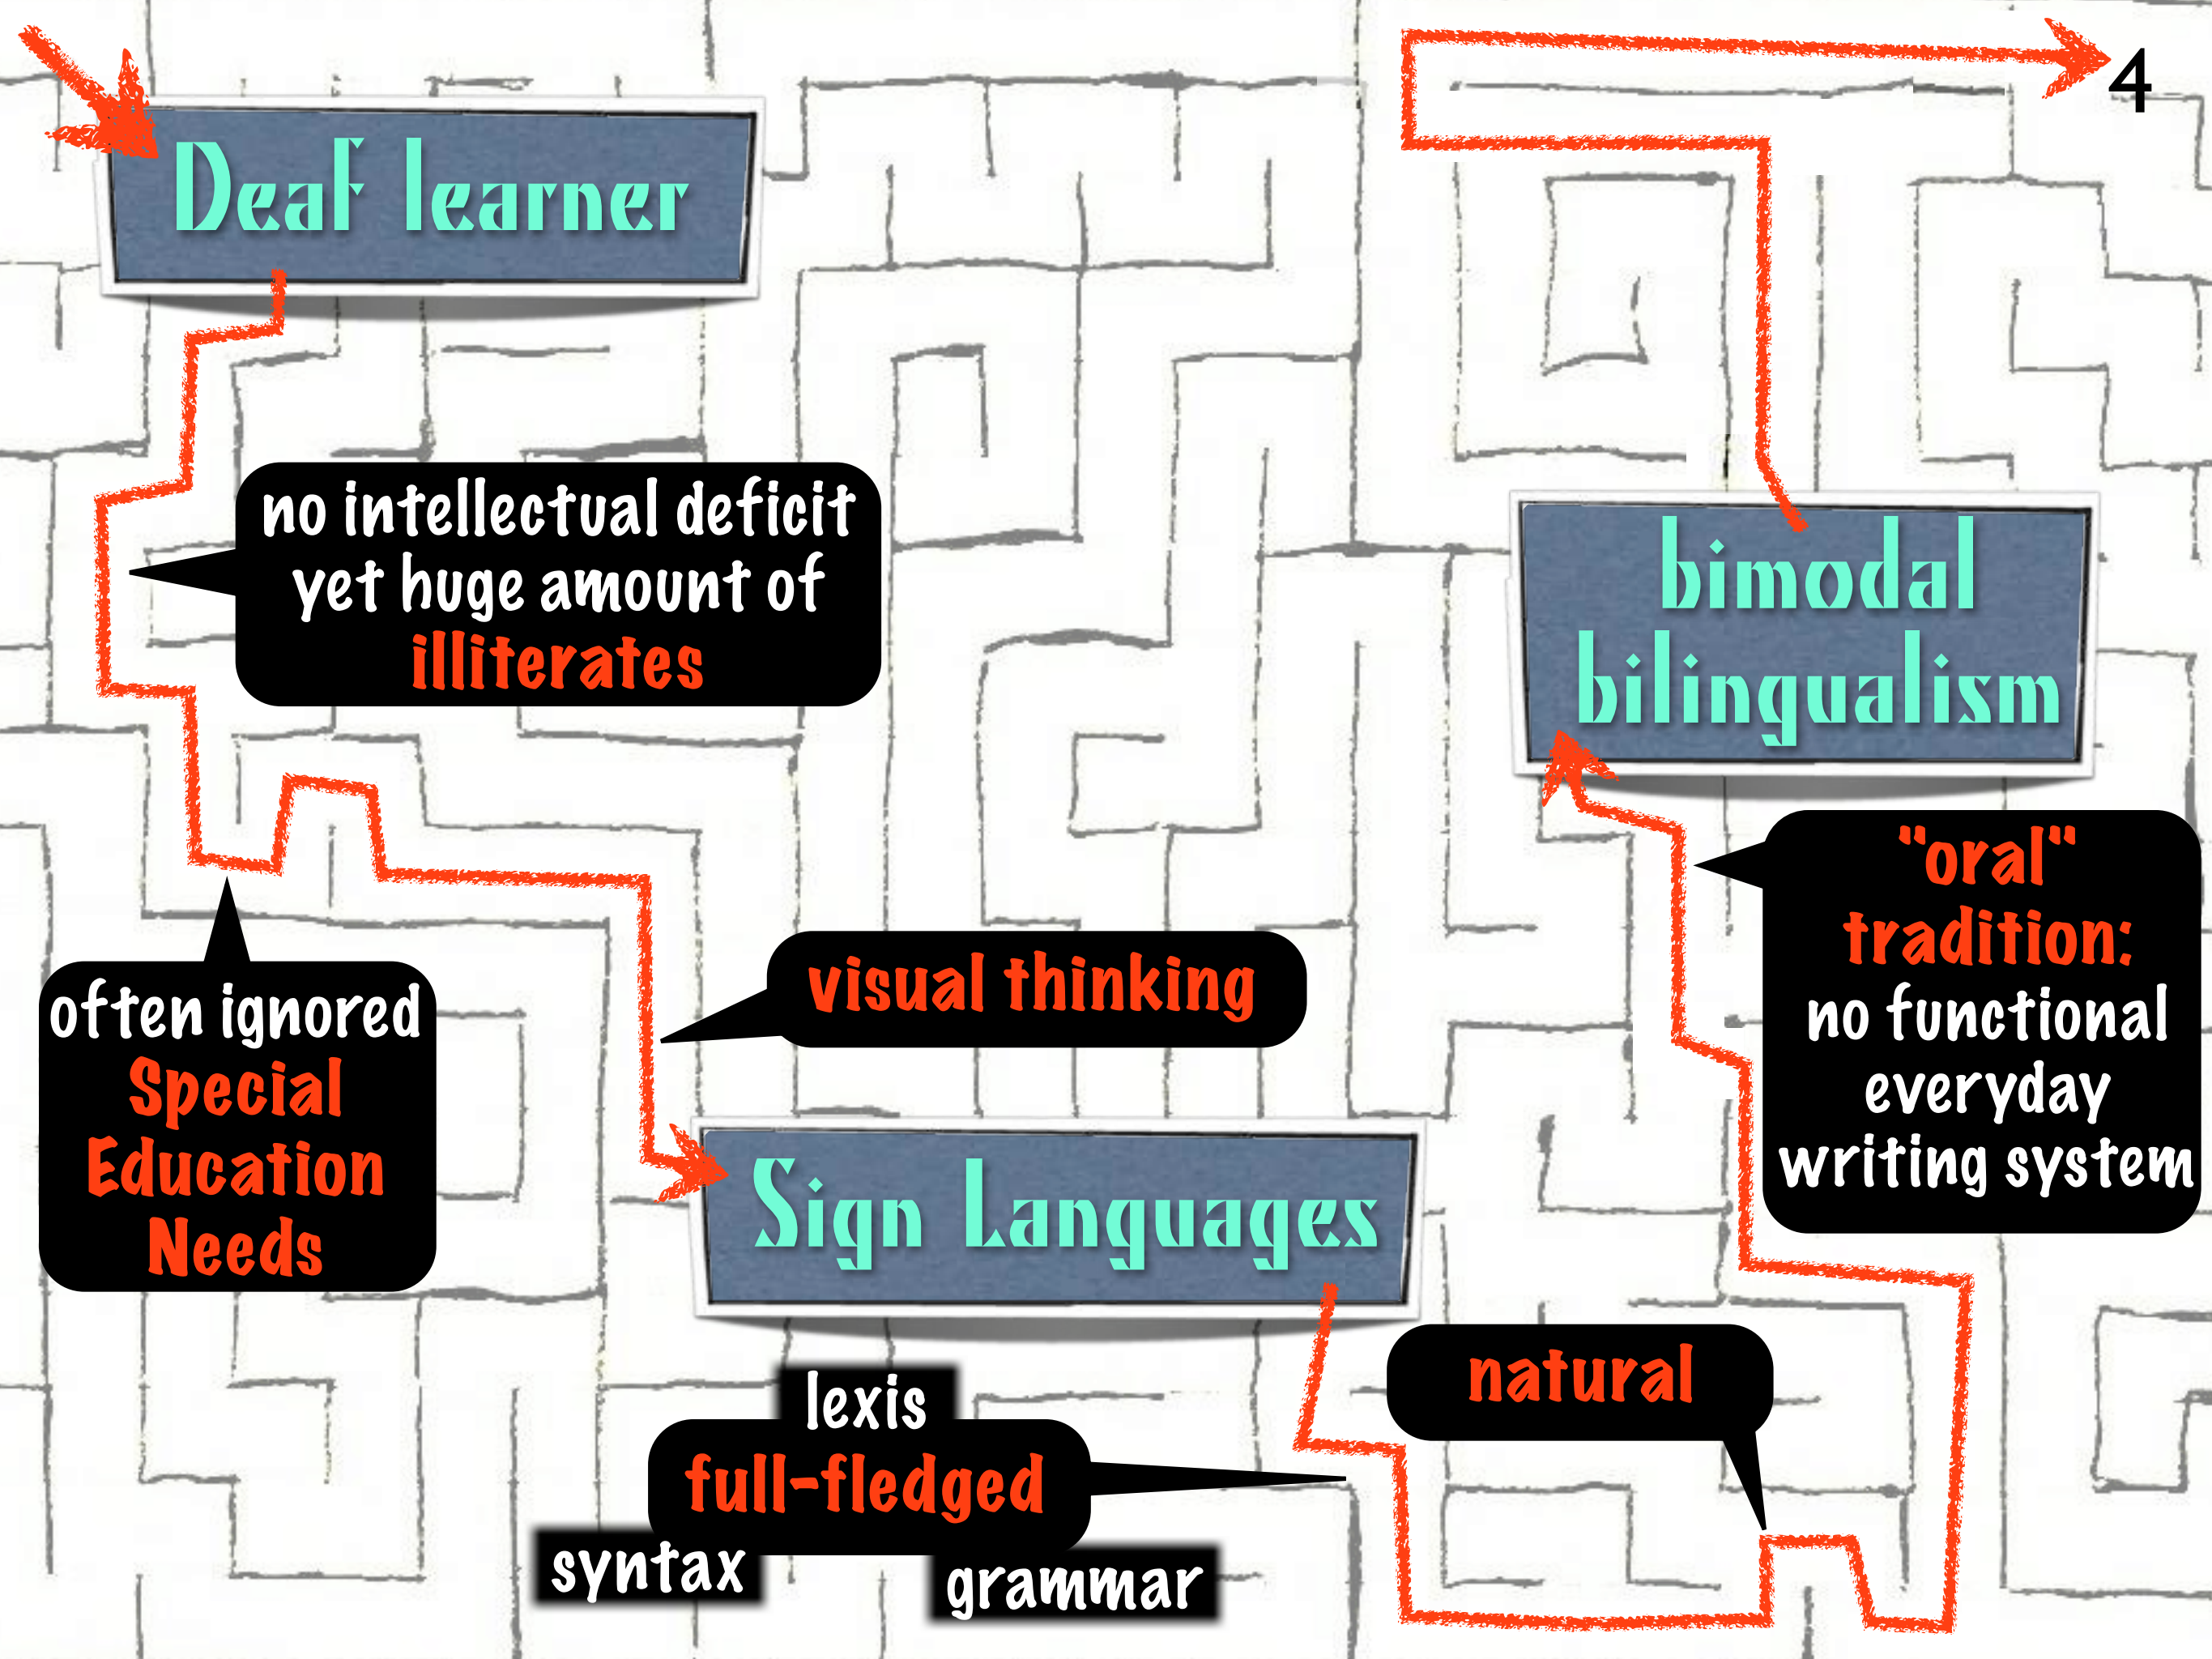 4
Deaf learner
no intellectual deficit
yet huge amount of
illiterates
often ignored
Special
Education
Needs
visual thinking
Sign Languages
lexis
full-fledged
syntax
grammar
natural
"oral"
tradition:
no functional
everyday
writing system
bimodal
bilingualism